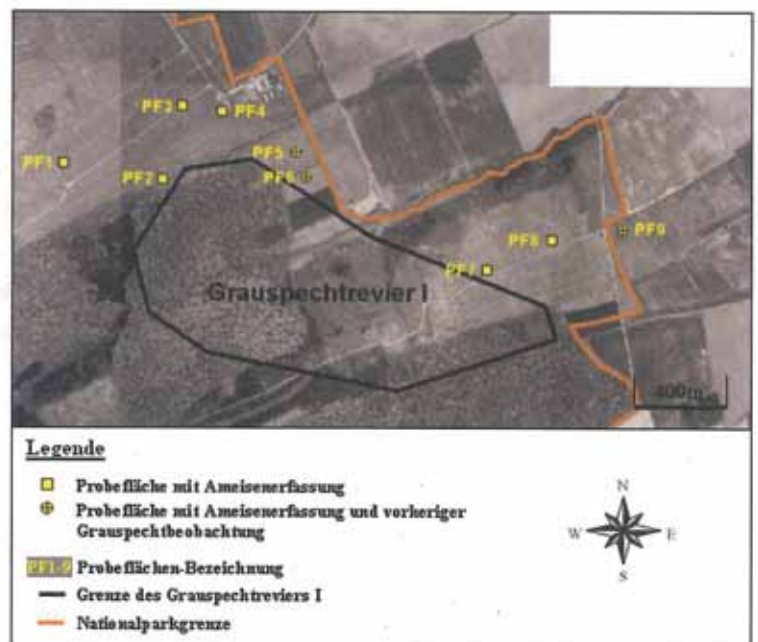 PF3
PF4
PF1
PF2
PF5
PF6
PF9
PF8
PF7
Grauspechtrevier I
400m
Legende
Probefläche mit Ameisenerfassung
Probefläche mit Ameisenerfassung und vorheriger
Grauspechtbeobachtung
PF1-9 Probeflächen-Bezeichnung
Grenze des Grauspechtreviers I
Nationalparkgrenze
N
W E
S